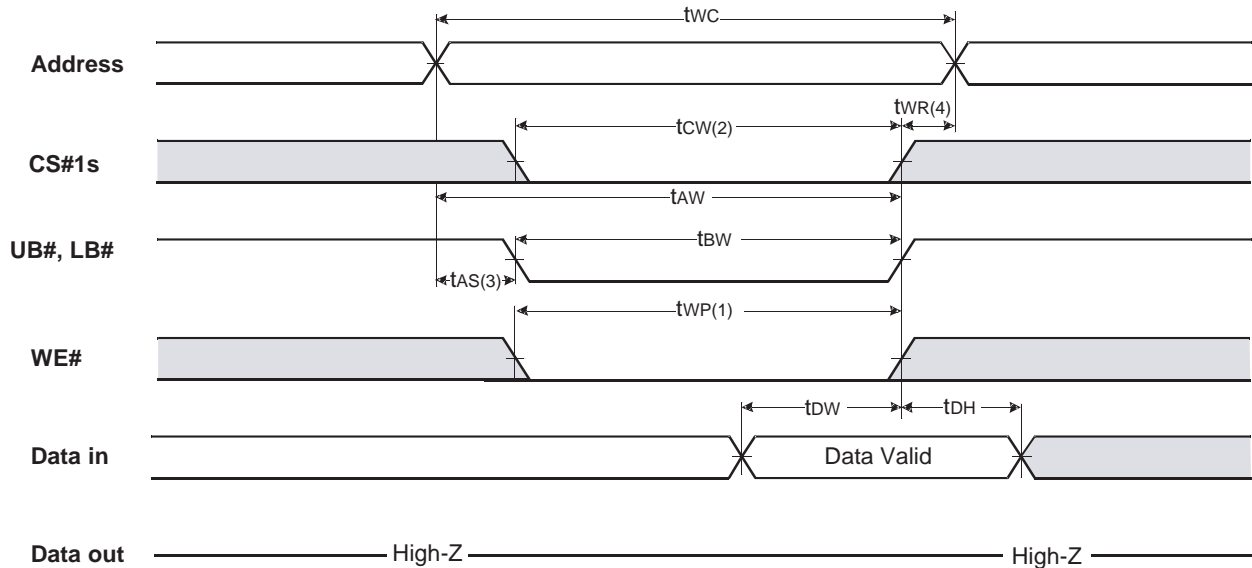 tWC
Address
tWR(4)
tCW(2)
CS#1s
tAW
UB#, LB#
tBW
tAS(3)
tWP(1)
WE#
tDW
tDH
Data in
Data Valid
Data out
High-Z
High-Z